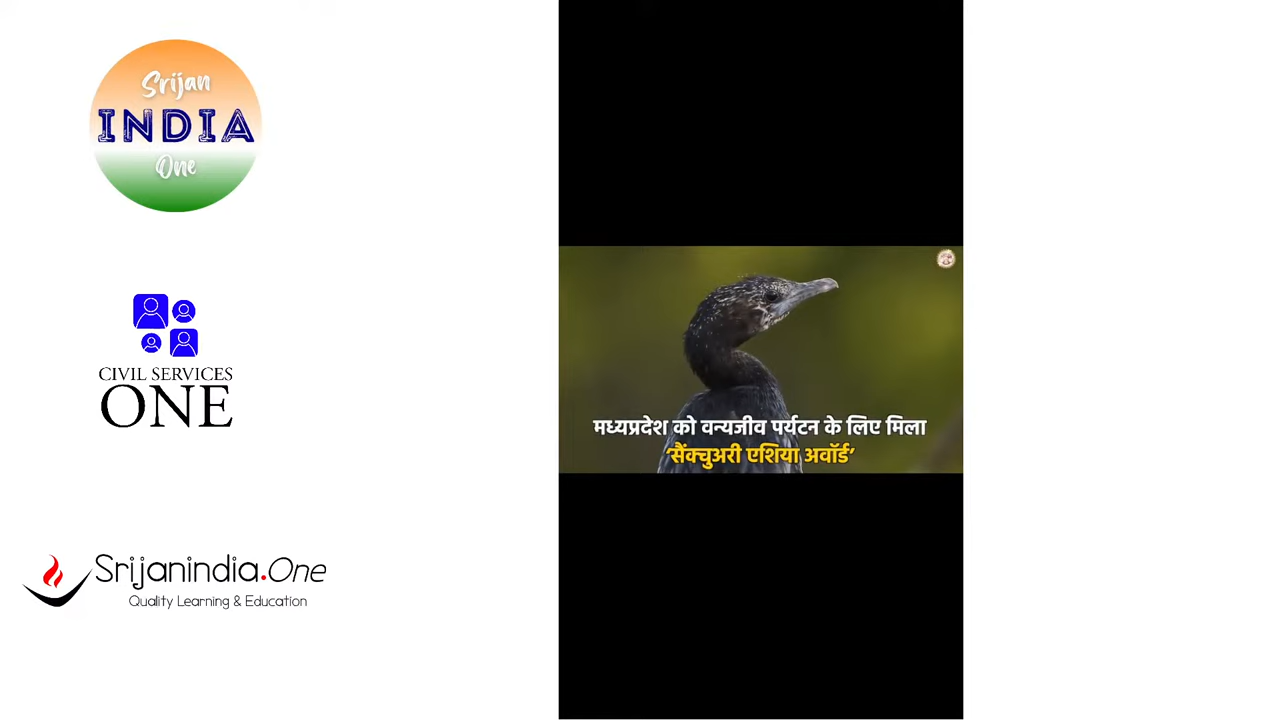 Srijan
INDIA
One
CIVIL SERVICES
ONE
Srijanindia.One
Quality Learning & Education
मध्यप्रदेश को वन्यजीव पर्यटन के लिए मिला
‘सैंक्चुअरी एशिया अवॉर्ड’